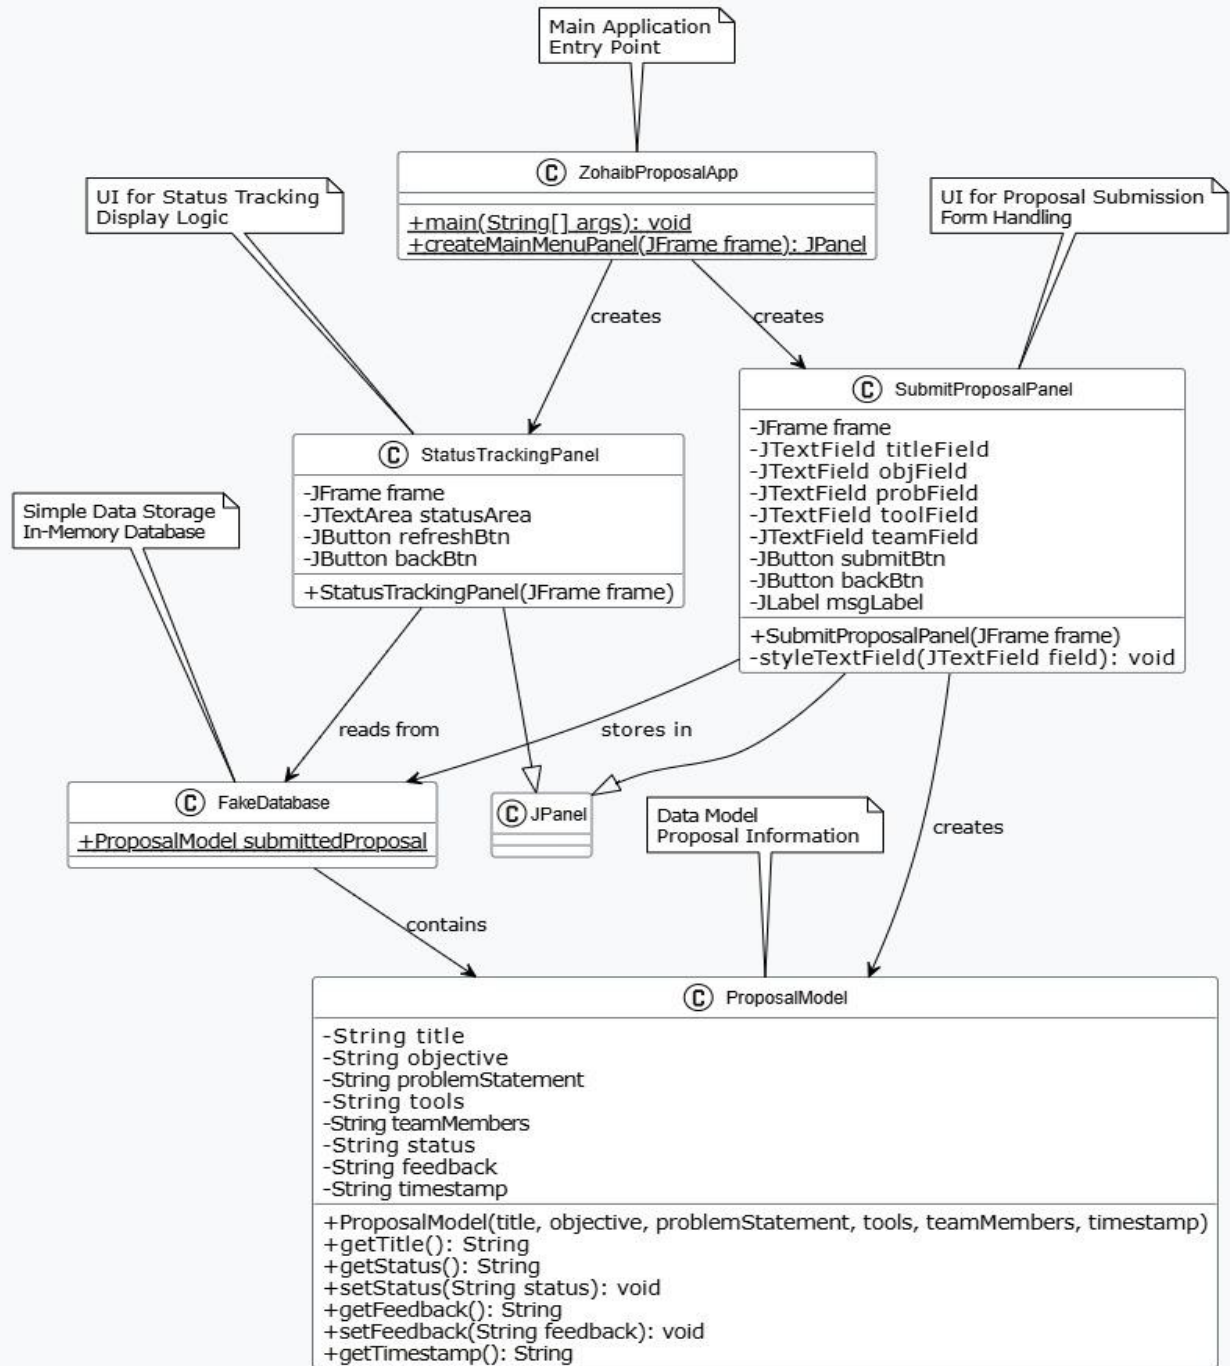 Main Application
Entry Point
C ZohaibProposalApp
+main(String[] args): void
+createMainMenuPanel(JFrame frame): JPanel
UI for Status Tracking
Display Logic
UI for Proposal Submission
Form Handling
creates
creates
C SubmitProposalPanel
-JFrame frame
-JTextField titleField
-JTextField objField
-JTextField probField
-JTextField toolField
-JTextField teamField
-JButton submitBtn
-JButton backBtn
-JLabel msgLabel
+SubmitProposalPanel(JFrame frame)
-styleTextField(JTextField field): void
C StatusTrackingPanel
-JFrame frame
-JTextArea statusArea
-JButton refreshBtn
-JButton backBtn
+StatusTrackingPanel(JFrame frame)
Simple Data Storage
In-Memory Database
reads from
stores in
C FakeDatabase
+ProposalModel submittedProposal
C JPanel
Data Model
Proposal Information
creates
contains
C ProposalModel
-String title
-String objective
-String problemStatement
-String tools
-String teamMembers
-String status
-String feedback
-String timestamp
+ProposalModel(title, objective, problemStatement, tools, teamMembers, timestamp)
+getTitle(): String
+getStatus(): String
+setStatus(String status): void
+getFeedback(): String
+setFeedback(String feedback): void
+getTimestamp(): String